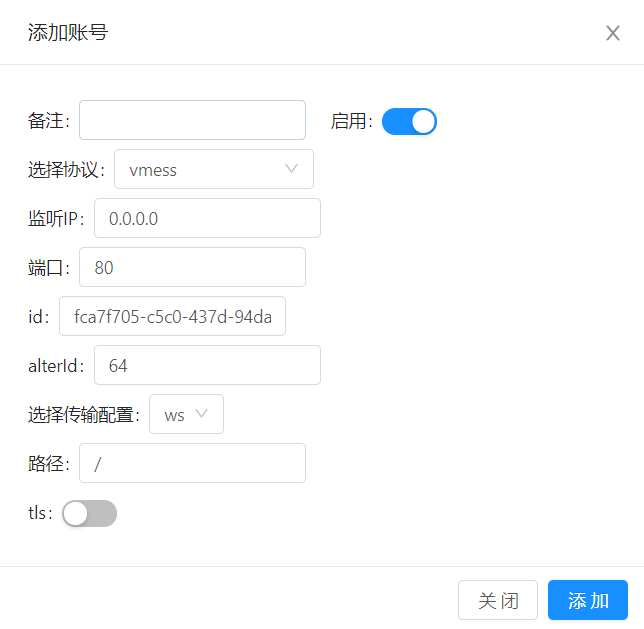 添加账号
备注: 启用:
选择协议: vmess
监听IP: 0.0.0.0
端口: 80
id: fca7f705-c5c0-437d-94da
alterId: 64
选择传输配置: ws
路径: /
tls:
关 闭 添 加